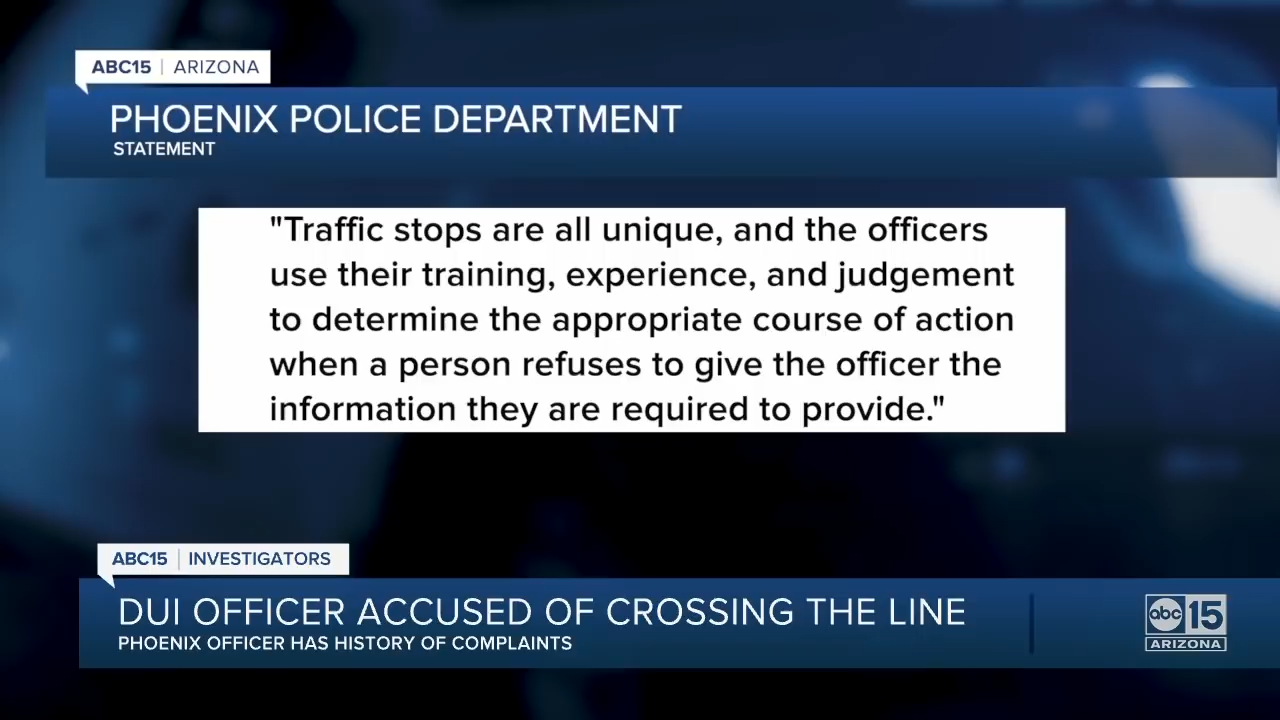 ABC15 | ARIZONA
PHOENIX POLICE DEPARTMENT
STATEMENT
"Traffic stops are all unique, and the officers
use their training, experience, and judgement
to determine the appropriate course of action
when a person refuses to give the officer the
information they are required to provide."
ABC15 | INVESTIGATORS
DUI OFFICER ACCUSED OF CROSSING THE LINE
PHOENIX OFFICER HAS HISTORY OF COMPLAINTS
abc 15
ARIZONA